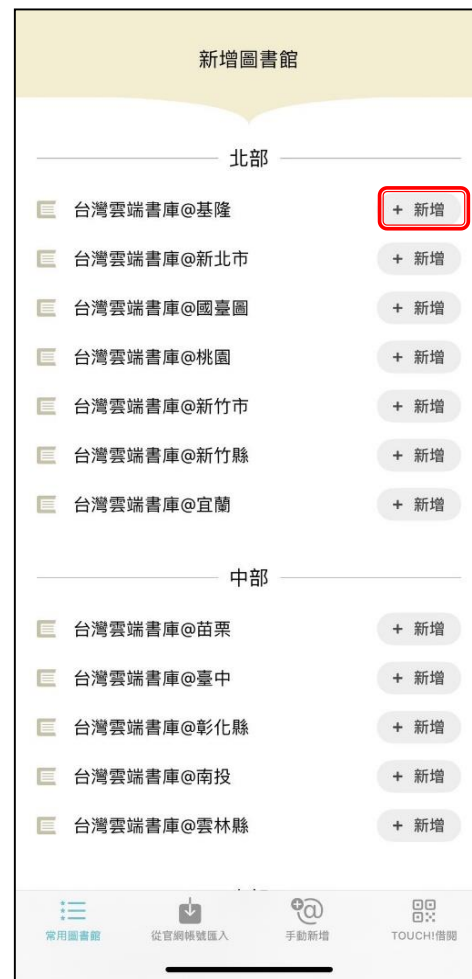 新增圖書館
北部
台灣雲端書庫@基隆 + 新增
台灣雲端書庫@新北市 + 新增
台灣雲端書庫@國臺圖 + 新增
台灣雲端書庫@桃園 + 新增
台灣雲端書庫@新竹市 + 新增
台灣雲端書庫@新竹縣 + 新增
台灣雲端書庫@宜蘭 + 新增
中部
台灣雲端書庫@苗栗 + 新增
台灣雲端書庫@臺中 + 新增
台灣雲端書庫@彰化縣 + 新增
台灣雲端書庫@南投 + 新增
台灣雲端書庫@雲林縣 + 新增
常用圖書館 從官網帳號匯入 手動新增 TOUCH!借閱